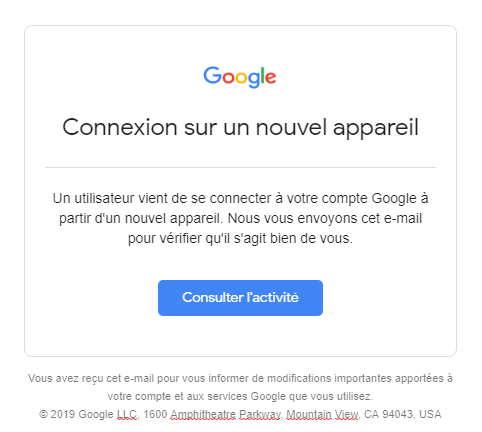 Google
Connexion sur un nouvel appareil
Un utilisateur vient de se connecter à votre compte Google à
partir d'un nouvel appareil. Nous vous envoyons cet e-mail
pour vérifier qu'il s'agit bien de vous.
Consulter l'activité
Vous avez reçu cet e-mail pour vous informer de modifications importantes apportées à
votre compte et aux services Google que vous utilisez.
© 2019 Google LLC, 1600 Amphitheatre Parkway, Mountain View, CA 94043, USA